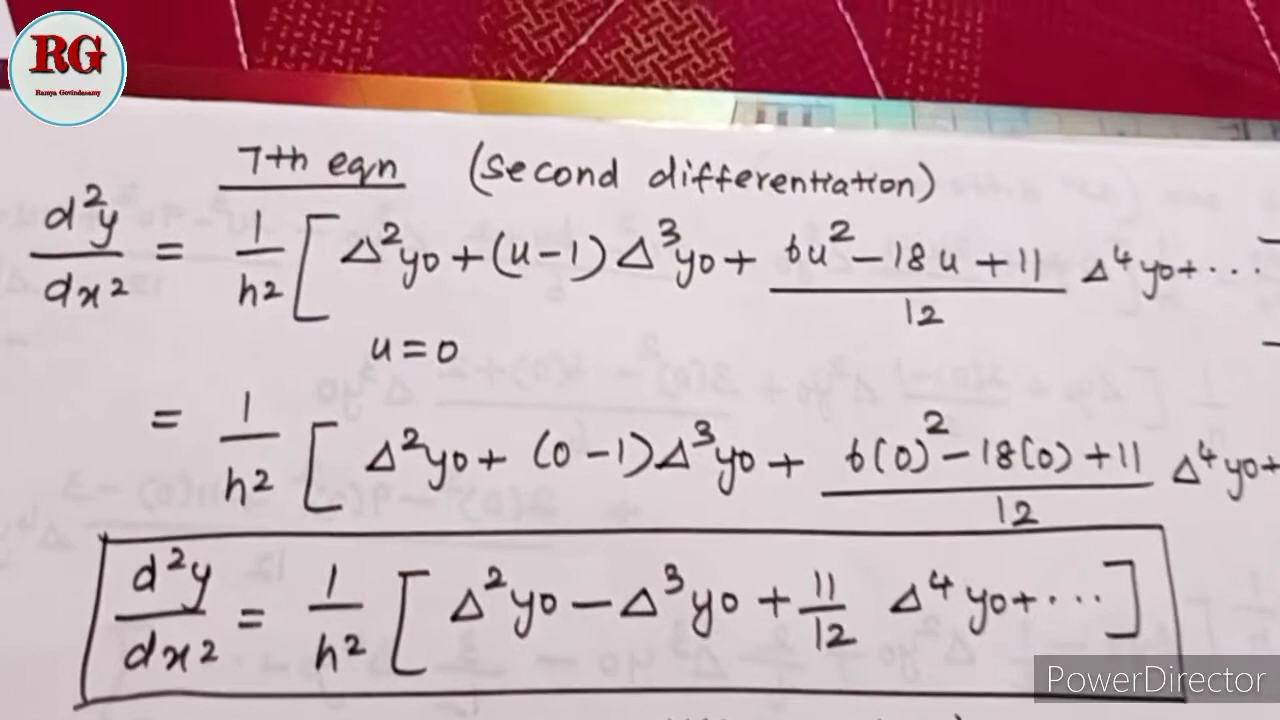 RG
Ramya Govindasamy
7th eqn (second differentiation)
d²y/dx² = 1/h² [ Δ²y0 + (u-1) Δ³y0 + 6u² - 18u + 11 / 12 Δ⁴y0 + ...
u = 0
= 1/h² [ Δ²y0 + (0-1) Δ³y0 + 6(0)² - 18(0) + 11 / 12 Δ⁴y0 +
d²y/dx² = 1/h² [ Δ²y0 - Δ³y0 + 11/12 Δ⁴y0 + ... ]
PowerDirector